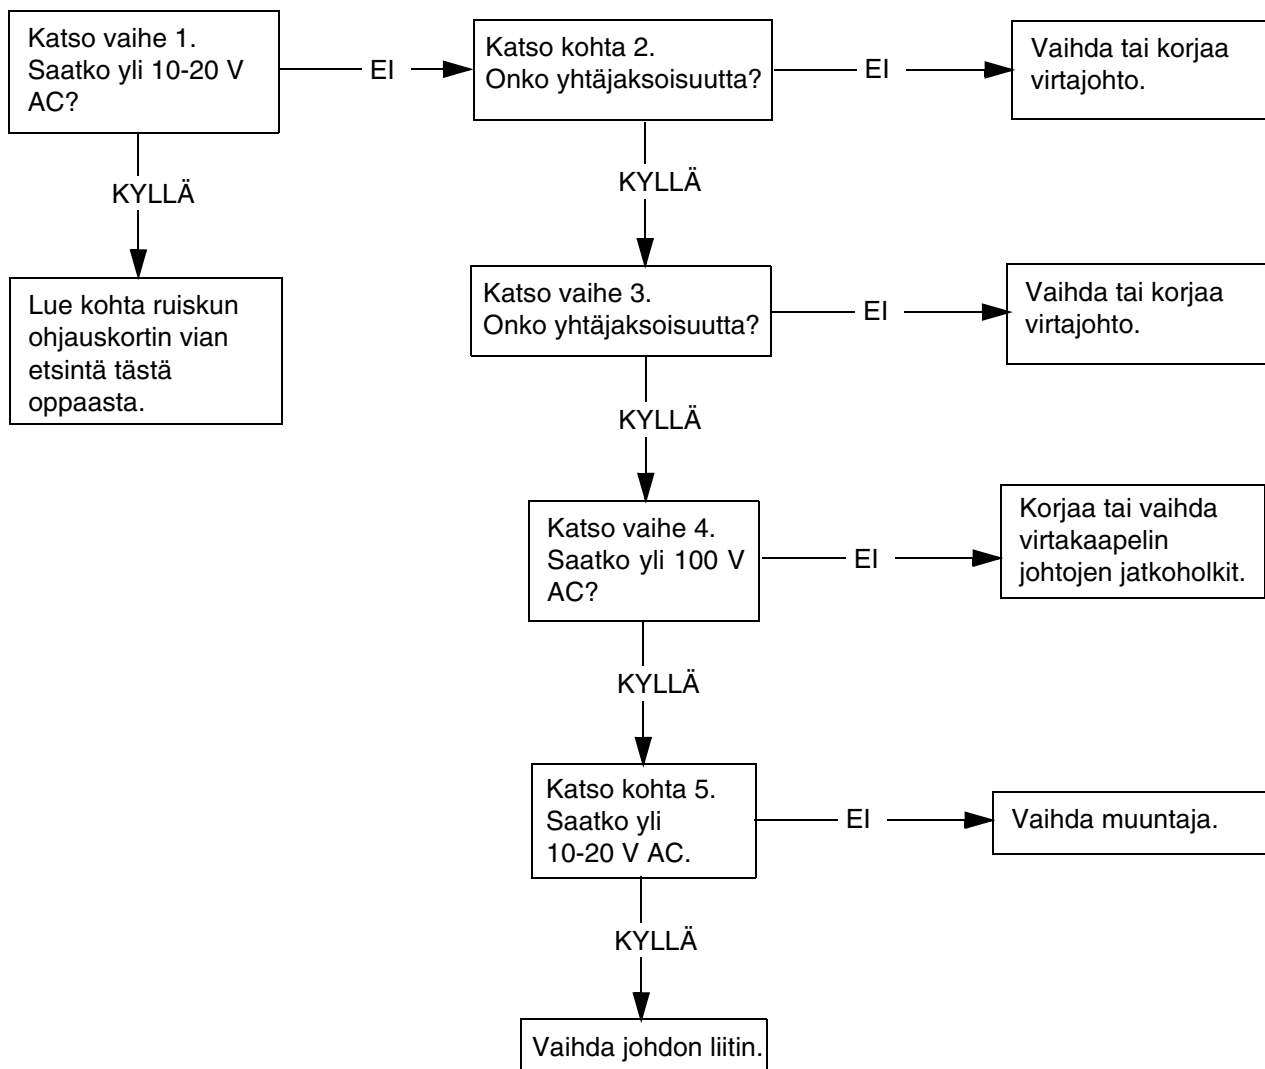 Katso vaihe 1.
Saatko yli 10-20 V
AC?
EI
Katso kohta 2.
Onko yhtäjaksoisuutta?
EI
Vaihda tai korjaa
virtajohto.
KYLLÄ
KYLLÄ
Lue kohta ruiskun
ohjauskortin vian
etsintä tästä
oppaasta.
Katso vaihe 3.
Onko yhtäjaksoisuutta?
EI
Vaihda tai korjaa
virtajohto.
KYLLÄ
Katso vaihe 4.
Saatko yli 100 V
AC?
EI
Korjaa tai vaihda
virtakaapelin
johtojen jatkoholkit.
KYLLÄ
Katso kohta 5.
Saatko yli
10-20 V AC.
EI
Vaihda muuntaja.
KYLLÄ
Vaihda johdon liitin.